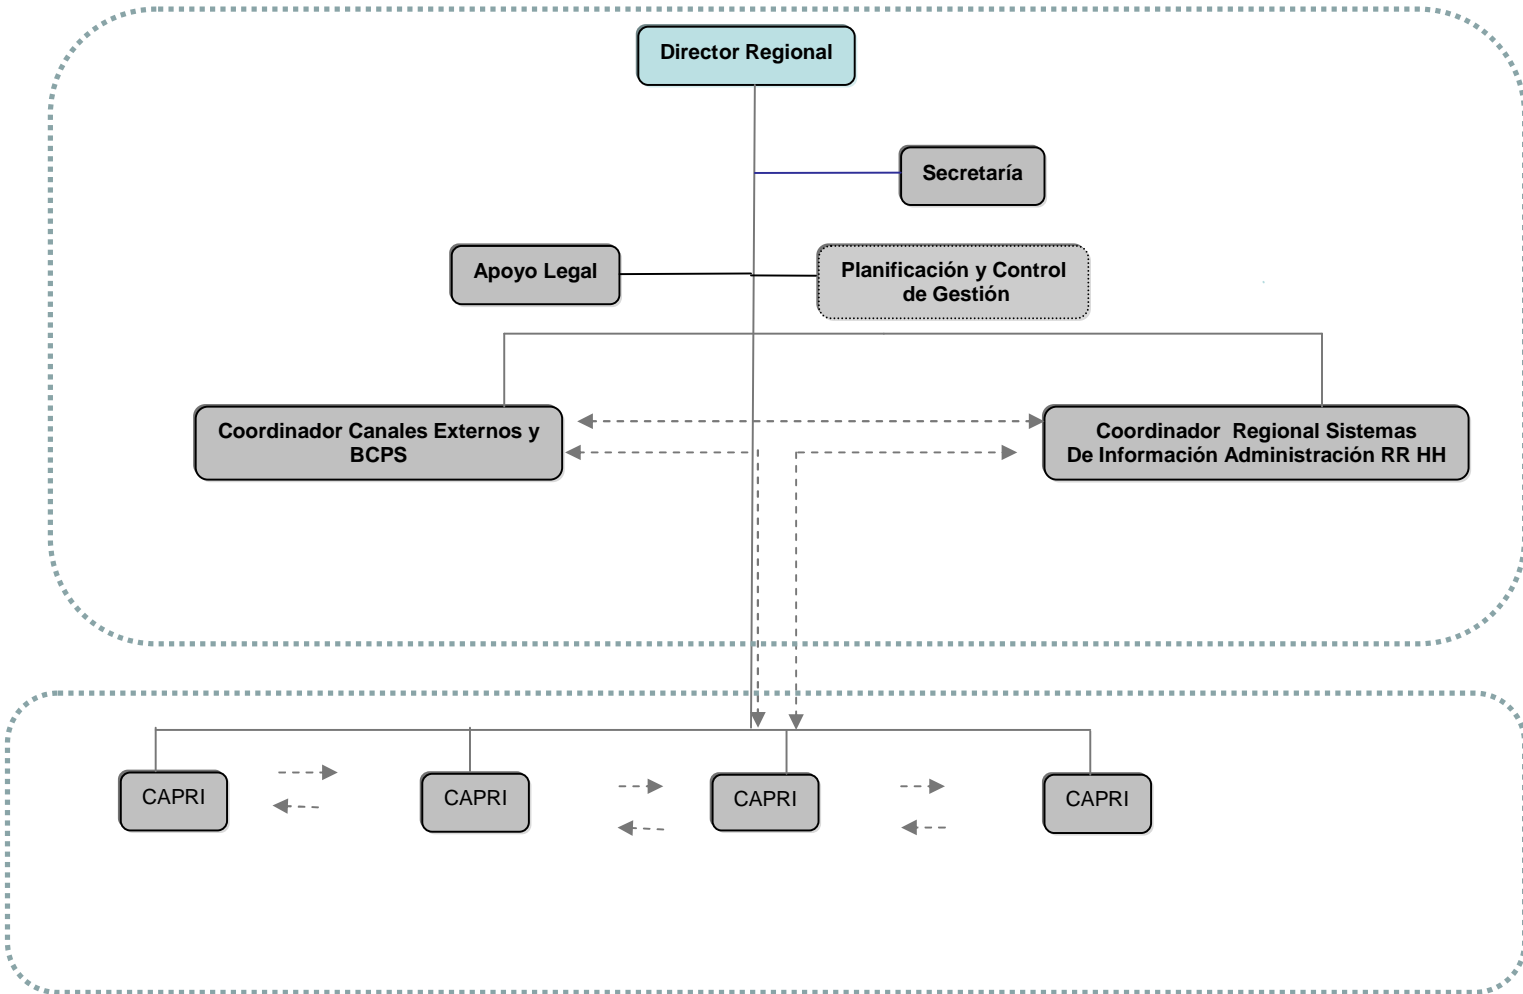 Director Regional
Secretaría
Apoyo Legal
Planificación y Control
de Gestión
Coordinador Canales Externos y
BCPS
Coordinador  Regional Sistemas
De Información Administración RR HH
CAPRI
CAPRI
CAPRI
CAPRI